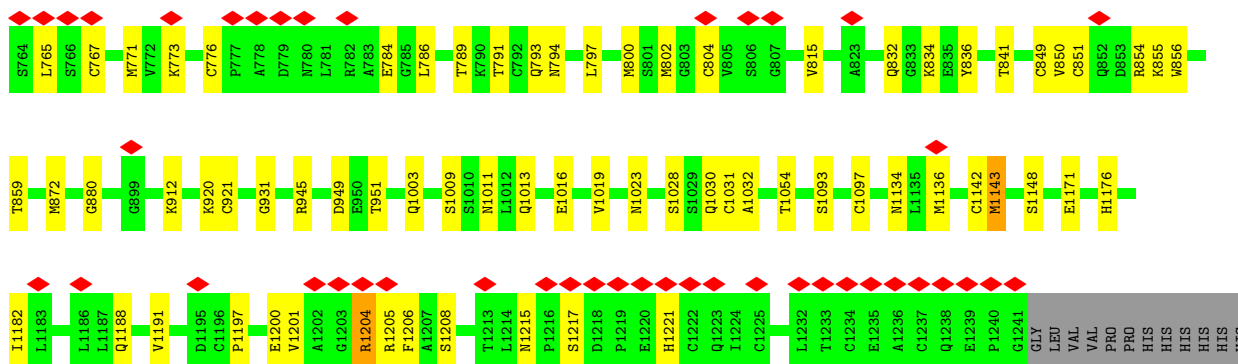 S764 L765 S766 C767 M771 V772 K773 C776 P777 A778 D779 N780 L781 R782 A783 E784 G785 L786 T789 K790 T791 C792 Q793 N794 L797 M800 S801 M802 G803 C804 V805 S806 G807 V815 A823 Q832 G833 K834 E835 Y836 T841 C849 V850 C851 Q852 D853 R854 K855 W856
T859 M872 G880 G899 K912 K920 C921 G931 R945 D949 E950 T951 Q1003 S1009 S1010 N1011 L1012 Q1013 E1016 V1019 N1023 S1028 S1029 Q1030 C1031 A1032 T1054 S1093 C1097 N1134 L1135 M1136 C1142 M1143 S1148 E1171 H1176
I1182 L1183 L1186 L1187 Q1188 V1191 D1195 C1196 P1197 E1200 V1201 A1202 G1203 R1204 R1205 F1206 A1207 S1208 T1213 L1214 N1215 P1216 S1217 D1218 P1219 E1220 H1221 C1222 Q1223 I1224 C1225 L1232 T1233 C1234 E1235 A1236 C1237 Q1238 E1239 P1240 G1241 GLY LEU VAL VAL PRO PRO HIS HIS HIS HIS HIS